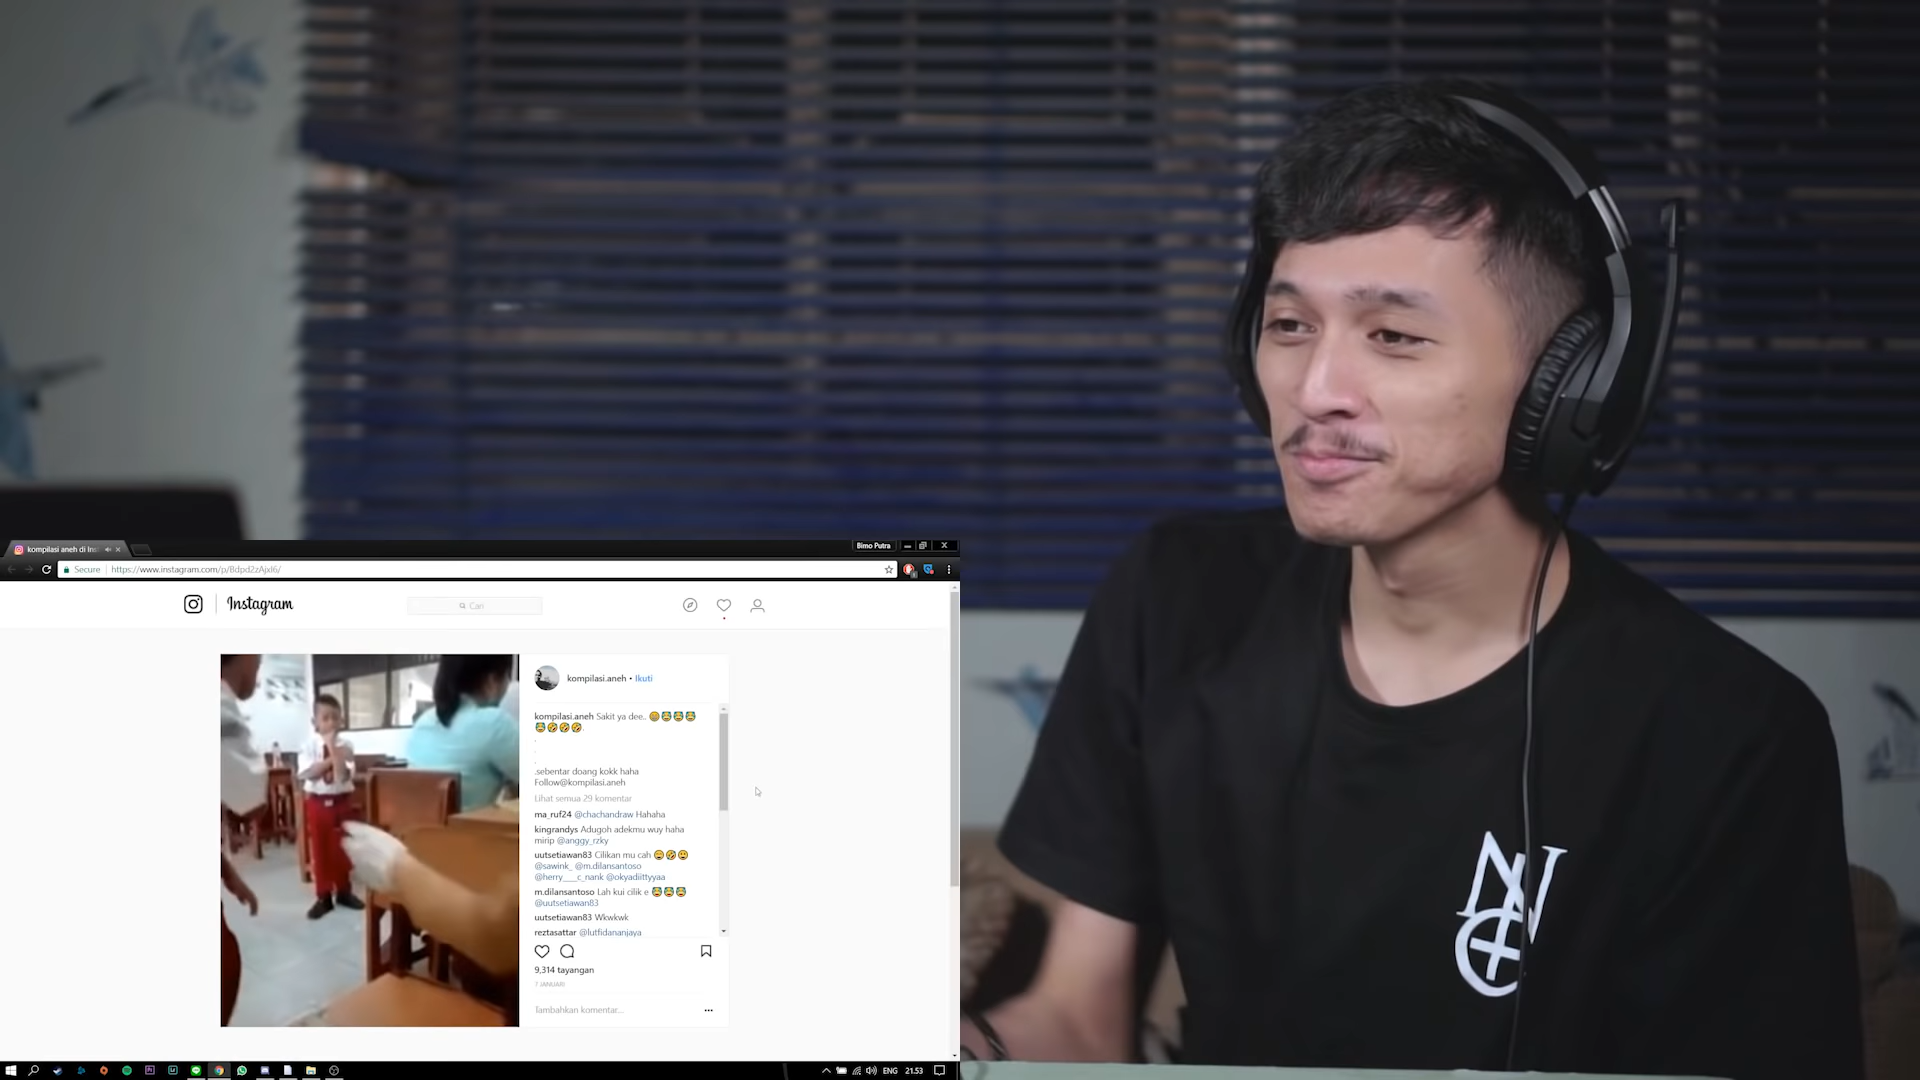 kompilasi aneh di Ins
Bimo Putra
Secure
https://www.instagram.com/p/Bdpd2zAjxI6/
Instagram
Cari
kompilasi.aneh • Ikuti
kompilasi.aneh Sakit ya dee..
.
.
.
.sebentar doang kokk haha
Follow@kompilasi.aneh
Lihat semua 29 komentar
ma_ruf24 @chachandraw Hahaha
kingrandys Adugoh adekmu wuy haha
mirip @anggy_rzky
uutsetiawan83 Cilikan mu cah
@sawink_ @m.dilansantoso
@herry___c_nank @okyadiittyyaa
m.dilansantoso Lah kui cilik e
@uutsetiawan83
uutsetiawan83 Wkwkwk
reztasattar @lutfidananjaya
9,314 tayangan
7 JANUARI
Tambahkan komentar...
ENG 21.53